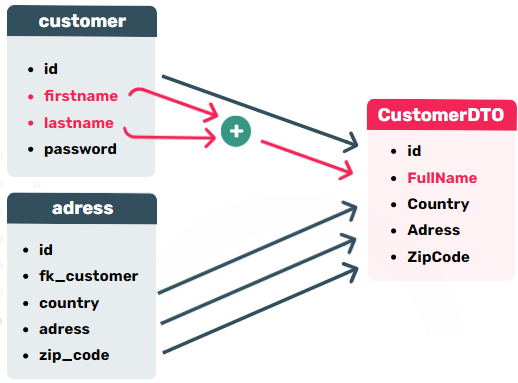 customer
id
firstname
lastname
password
+
adress
id
fk_customer
country
adress
zip_code
CustomerDTO
id
FullName
Country
Adress
ZipCode